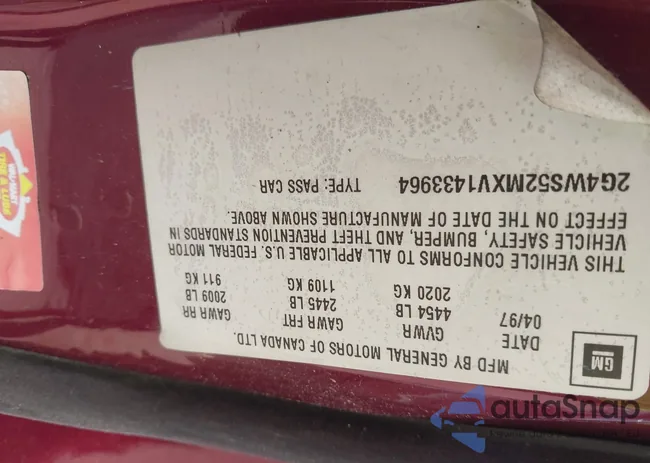 GM
MFD BY GENERAL MOTORS OF CANADA LTD.
DATE GVWR GAWR FRT GAWR RR
04/97 4454 LB 2445 LB 2009 LB
2020 KG 1109 KG 911 KG
THIS VEHICLE CONFORMS TO ALL APPLICABLE U.S. FEDERAL MOTOR
VEHICLE SAFETY, BUMPER, AND THEFT PREVENTION STANDARDS IN
EFFECT ON THE DATE OF MANUFACTURE SHOWN ABOVE.
2G4WS52MXV1433964 TYPE: PASS CAR
WALMART
TIRE & LUBE
autoSnap